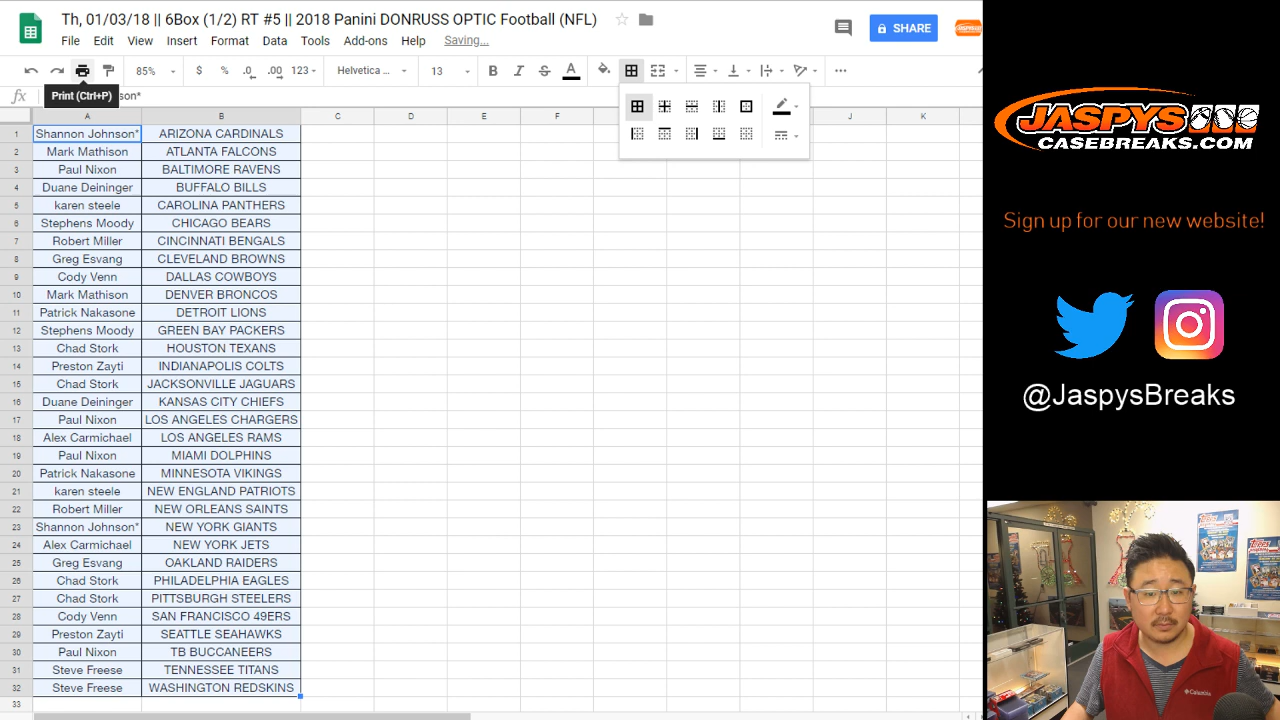 Th, 01/03/18 || 6Box (1/2) RT #5 || 2018 Panini DONRUSS OPTIC Football (NFL)
SHARE
File Edit View Insert Format Data Tools Add-ons Help Saving...
85% $ % .0 .00 123 Helvetica ... 13 B I S A
fx son*
Print (Ctrl+P)
A B C D E F J K
1 Shannon Johnson* ARIZONA CARDINALS
2 Mark Mathison ATLANTA FALCONS
3 Paul Nixon BALTIMORE RAVENS
4 Duane Deininger BUFFALO BILLS
5 karen steele CAROLINA PANTHERS
6 Stephens Moody CHICAGO BEARS
7 Robert Miller CINCINNATI BENGALS
8 Greg Esvang CLEVELAND BROWNS
9 Cody Venn DALLAS COWBOYS
10 Mark Mathison DENVER BRONCOS
11 Patrick Nakasone DETROIT LIONS
12 Stephens Moody GREEN BAY PACKERS
13 Chad Stork HOUSTON TEXANS
14 Preston Zayti INDIANAPOLIS COLTS
15 Chad Stork JACKSONVILLE JAGUARS
16 Duane Deininger KANSAS CITY CHIEFS
17 Paul Nixon LOS ANGELES CHARGERS
18 Alex Carmichael LOS ANGELES RAMS
19 Paul Nixon MIAMI DOLPHINS
20 Patrick Nakasone MINNESOTA VIKINGS
21 karen steele NEW ENGLAND PATRIOTS
22 Robert Miller NEW ORLEANS SAINTS
23 Shannon Johnson* NEW YORK GIANTS
24 Alex Carmichael NEW YORK JETS
25 Greg Esvang OAKLAND RAIDERS
26 Chad Stork PHILADELPHIA EAGLES
27 Chad Stork PITTSBURGH STEELERS
28 Cody Venn SAN FRANCISCO 49ERS
29 Preston Zayti SEATTLE SEAHAWKS
30 Paul Nixon TB BUCCANEERS
31 Steve Freese TENNESSEE TITANS
32 Steve Freese WASHINGTON REDSKINS
33
JASPYS
CASEBREAKS.COM
Sign up for our new website!
@JaspysBreaks
Topps
Topps
Columbia